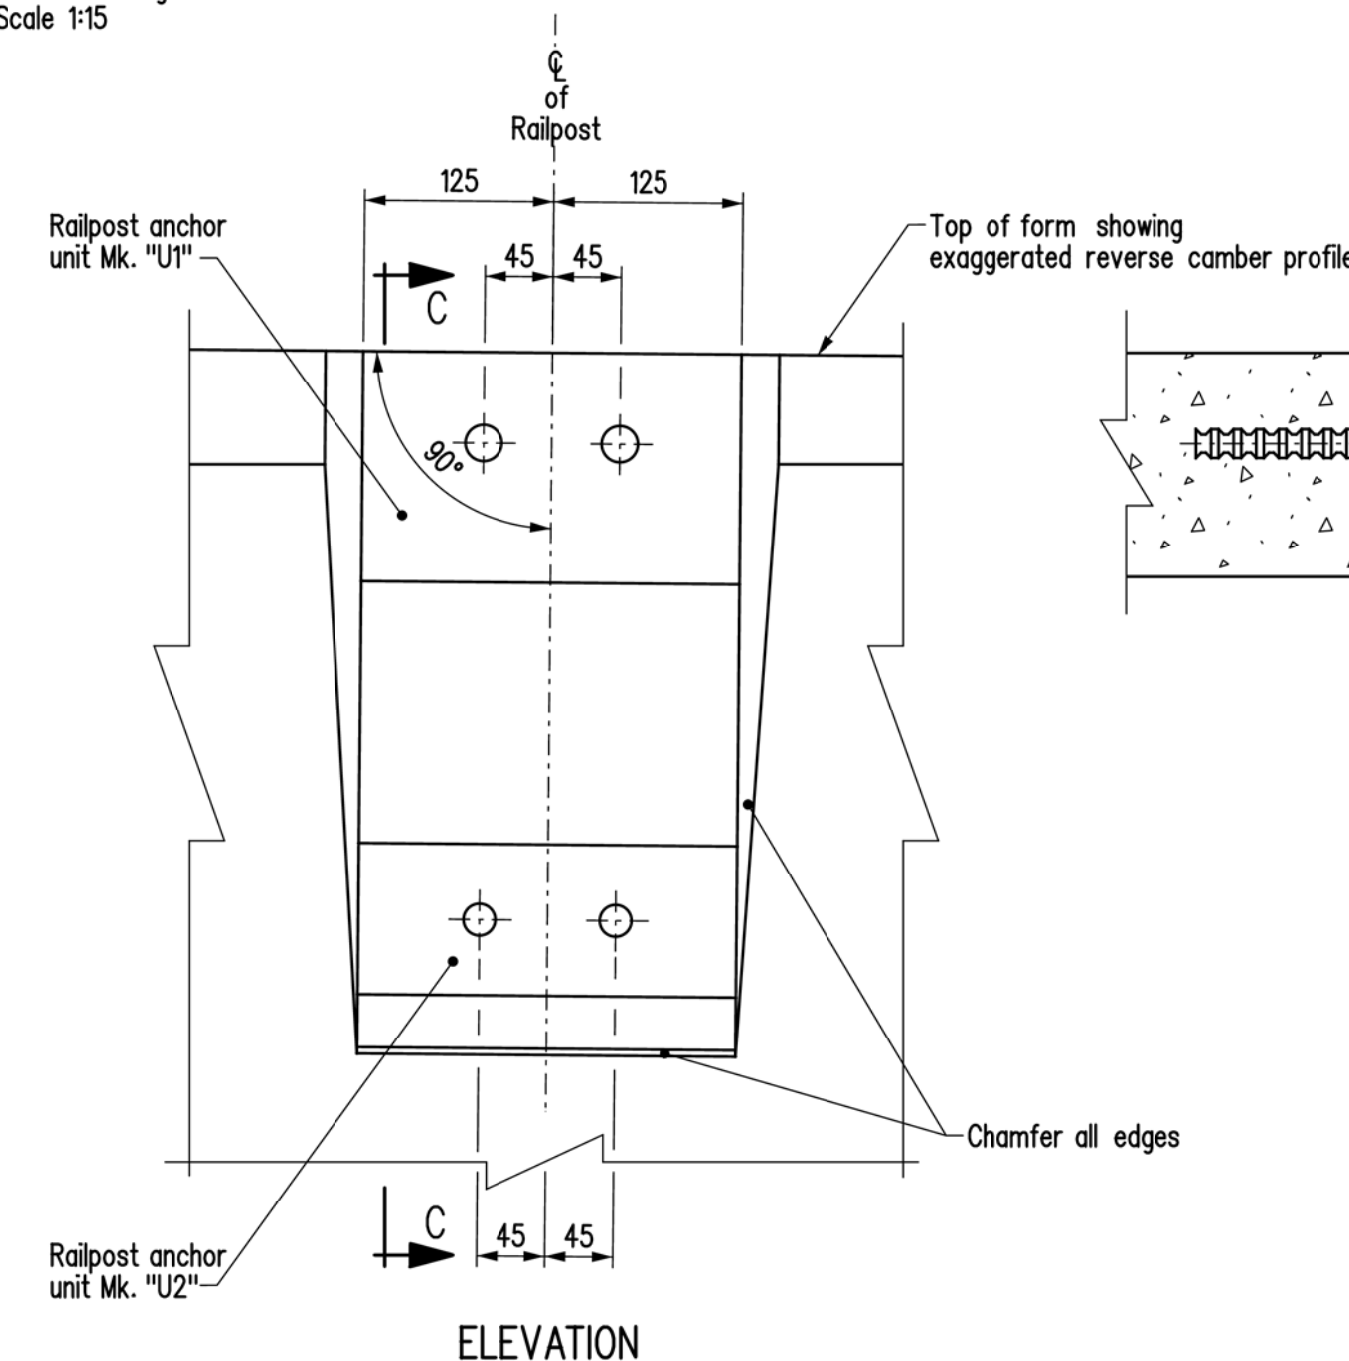 Scale 1:15
℄
of
Railpost
125
125
Railpost anchor
unit Mk. "U1"
45
45
Top of form showing
exaggerated reverse camber profile
C
90°
Chamfer all edges
C
45
45
Railpost anchor
unit Mk. "U2"
ELEVATION